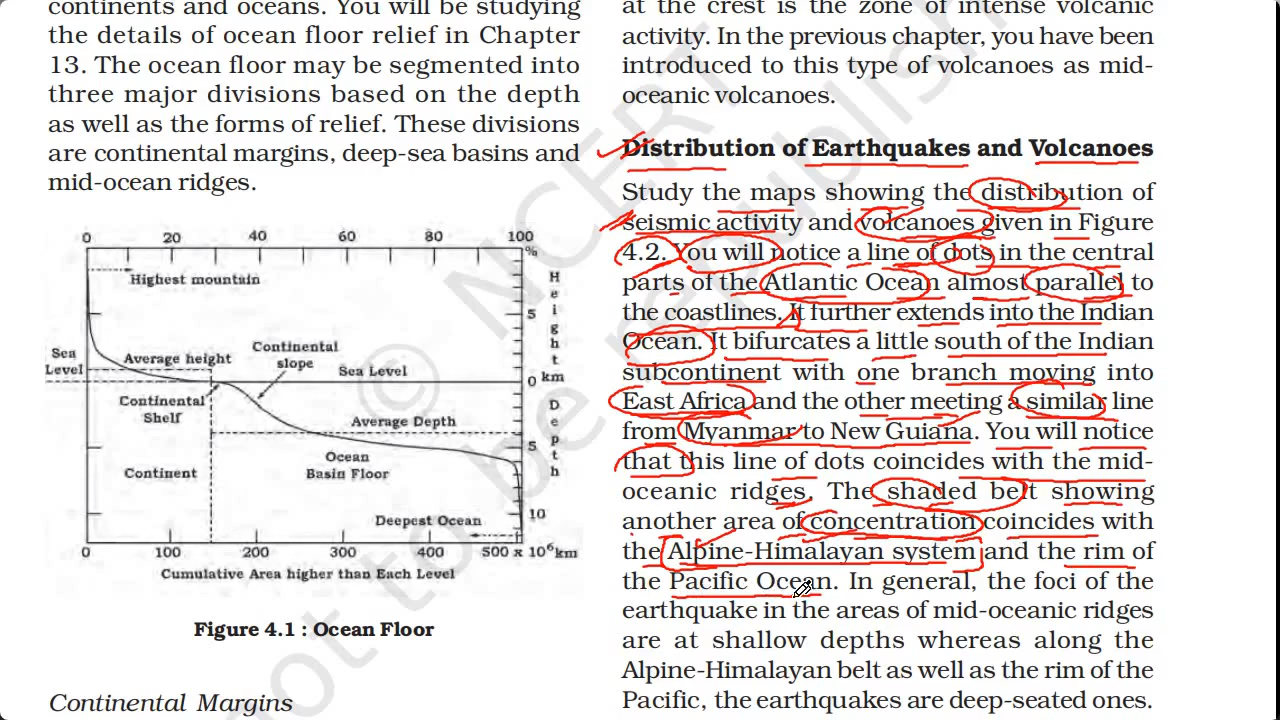 continents and oceans. You will be studying
the details of ocean floor relief in Chapter
13. The ocean floor may be segmented into
three major divisions based on the depth
as well as the forms of relief. These divisions
are continental margins, deep-sea basins and
mid-ocean ridges.
0 20 40 60 80 100
%
Highest mountain
Height
5
Sea Level
Average height
Continental slope
Sea Level
0 km
Continental Shelf
Average Depth
Depth
5
Continent
Ocean Basin Floor
Deepest Ocean
10
0 100 200 300 400 500 x 10⁶km
Cumulative Area higher than Each Level
Figure 4.1 : Ocean Floor
Continental Margins
at the crest is the zone of intense volcanic
activity. In the previous chapter, you have been
introduced to this type of volcanoes as mid-
oceanic volcanoes.
Distribution of Earthquakes and Volcanoes
Study the maps showing the distribution of
seismic activity and volcanoes given in Figure
4.2. You will notice a line of dots in the central
parts of the Atlantic Ocean almost parallel to
the coastlines. It further extends into the Indian
Ocean. It bifurcates a little south of the Indian
subcontinent with one branch moving into
East Africa and the other meeting a similar line
from Myanmar to New Guiana. You will notice
that this line of dots coincides with the mid-
oceanic ridges. The shaded belt showing
another area of concentration coincides with
the Alpine-Himalayan system and the rim of
the Pacific Ocean. In general, the foci of the
earthquake in the areas of mid-oceanic ridges
are at shallow depths whereas along the
Alpine-Himalayan belt as well as the rim of the
Pacific, the earthquakes are deep-seated ones.
© NCERT
not to be republish